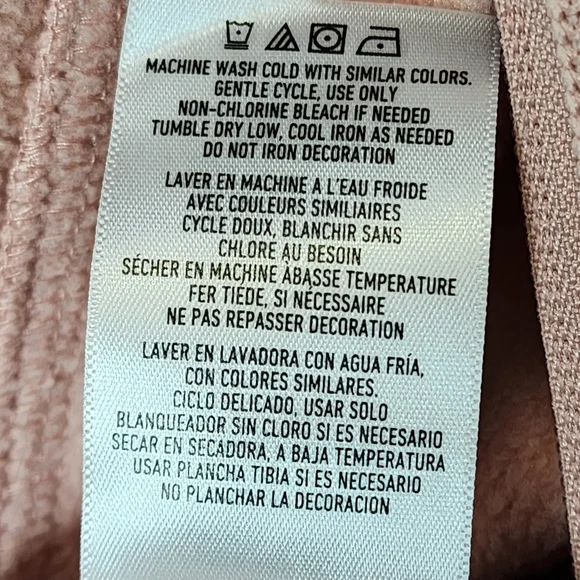 MACHINE WASH COLD WITH SIMILAR COLORS.
GENTLE CYCLE, USE ONLY
NON-CHLORINE BLEACH IF NEEDED
TUMBLE DRY LOW, COOL IRON AS NEEDED
DO NOT IRON DECORATION
LAVER EN MACHINE A L'EAU FROIDE
AVEC COULEURS SIMILIAIRES
CYCLE DOUX, BLANCHIR SANS
CHLORE AU BESOIN
SÉCHER EN MACHINE ÀBASSE TEMPERATURE
FER TIEDE, SI NÉCESSAIRE
NE PAS REPASSER DECORATION
LAVER EN LAVADORA CON AGUA FRÍA,
CON COLORES SIMILARES.
CICLO DELICADO, USAR SOLO
BLANQUEADOR SIN CLORO SI ES NECESARIO
SECAR EN SECADORA, A BAJA TEMPERATURA
USAR PLANCHA TIBIA SI ES NECESARIO
NO PLANCHAR LA DECORACION